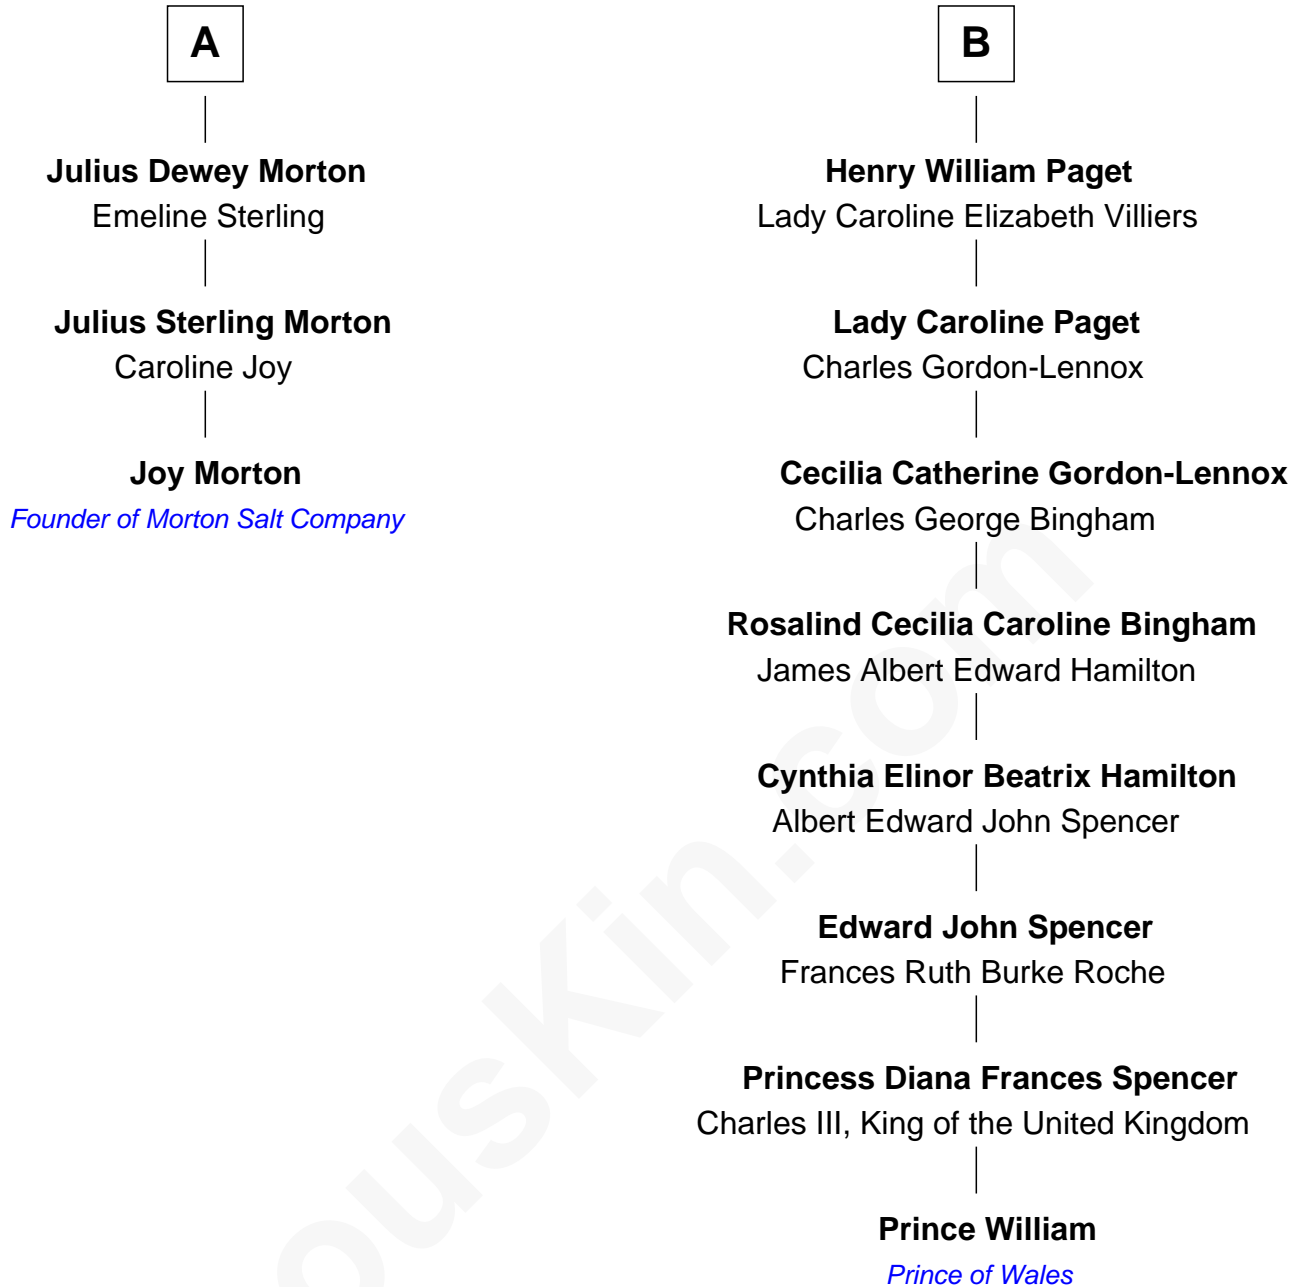 A
Julius Dewey Morton
Emeline Sterling
Julius Sterling Morton
Caroline Joy
Joy Morton
Founder of Morton Salt Company
B
Henry William Paget
Lady Caroline Elizabeth Villiers
Lady Caroline Paget
Charles Gordon-Lennox
Cecilia Catherine Gordon-Lennox
Charles George Bingham
Rosalind Cecilia Caroline Bingham
James Albert Edward Hamilton
Cynthia Elinor Beatrix Hamilton
Albert Edward John Spencer
Edward John Spencer
Frances Ruth Burke Roche
Princess Diana Frances Spencer
Charles III, King of the United Kingdom
Prince William
Prince of Wales
ousKin.com